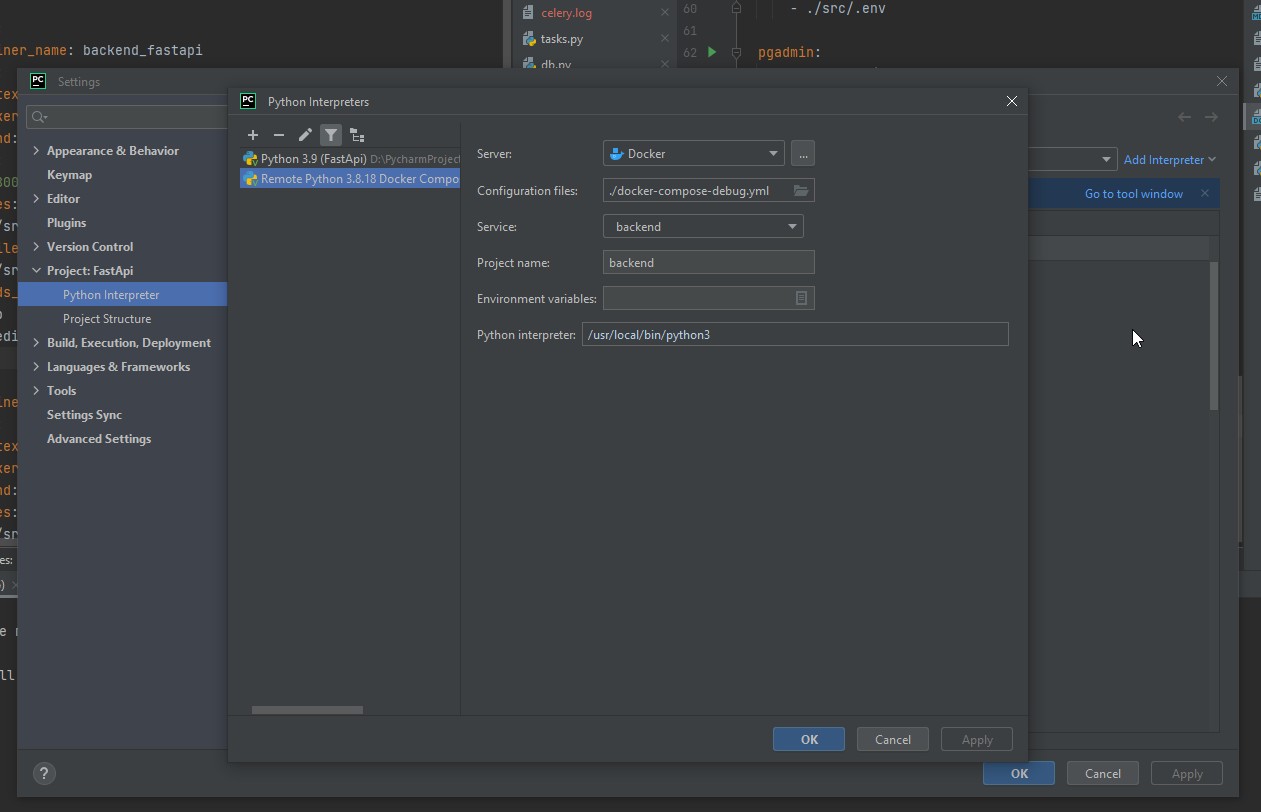 celery.log
60
- ./src/.env
tasks.py
61
iner_name: backend_fastapi
62
pgadmin:
db.py
PC
Settings
PC
Python Interpreters
Appearance & Behavior
Keymap
Editor
Plugins
Version Control
Project: FastApi
Python Interpreter
Project Structure
Build, Execution, Deployment
Languages & Frameworks
Tools
Settings Sync
Advanced Settings
Python 3.9 (FastApi) D:\PycharmProject
Remote Python 3.8.18 Docker Compo
Server:
Docker
...
Configuration files:
./docker-compose-debug.yml
Service:
backend
Project name:
backend
Environment variables:
Python interpreter:
/usr/local/bin/python3
Add Interpreter
Go to tool window
OK
Cancel
Apply
?
OK
Cancel
Apply